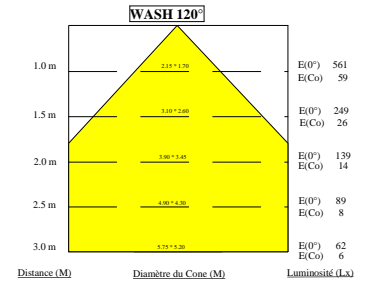 WASH 120°
1.0 m 2.15 * 1.70 E(0°) 561
E(Co) 59
1.5 m 3.10 * 2.60 E(0°) 249
E(Co) 26
2.0 m 3.90 * 3.45 E(0°) 139
E(Co) 14
2.5 m 4.90 * 4.30 E(0°) 89
E(Co) 8
3.0 m 5.75 * 5.20 E(0°) 62
E(Co) 6
Distance (M) Diamètre du Cone (M) Luminosité (Lx)